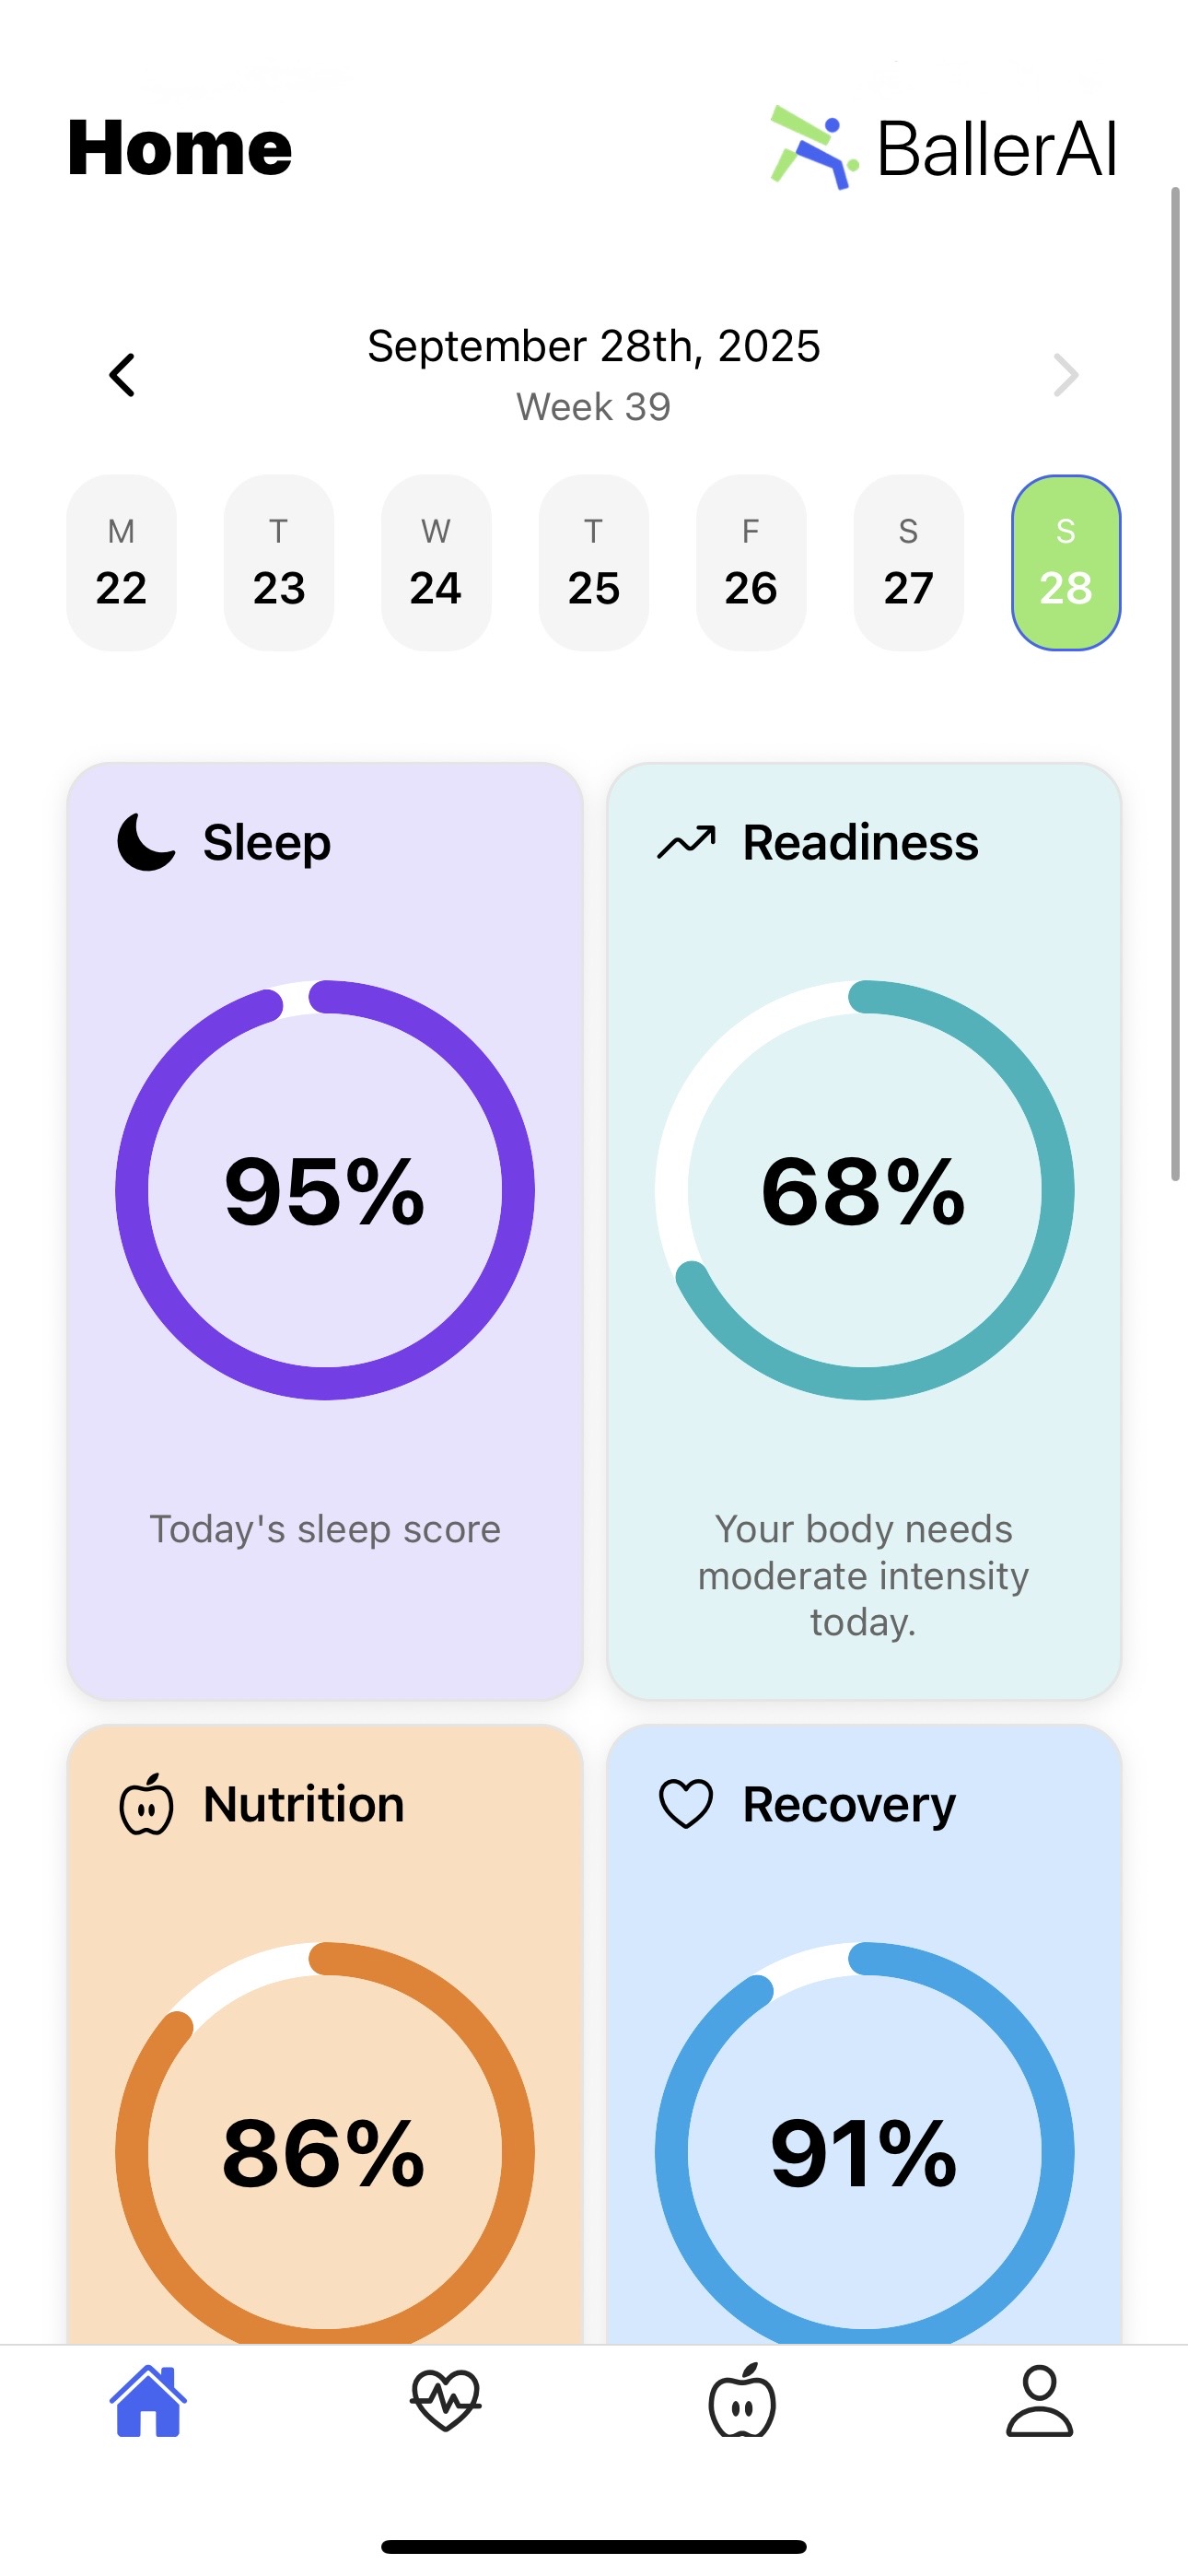 Home
BallerAI
September 28th, 2025
Week 39
M T W T F S S
22 23 24 25 26 27 28
Sleep
95%
Today's sleep score
Readiness
68%
Your body needs
moderate intensity
today.
Nutrition
86%
Recovery
91%